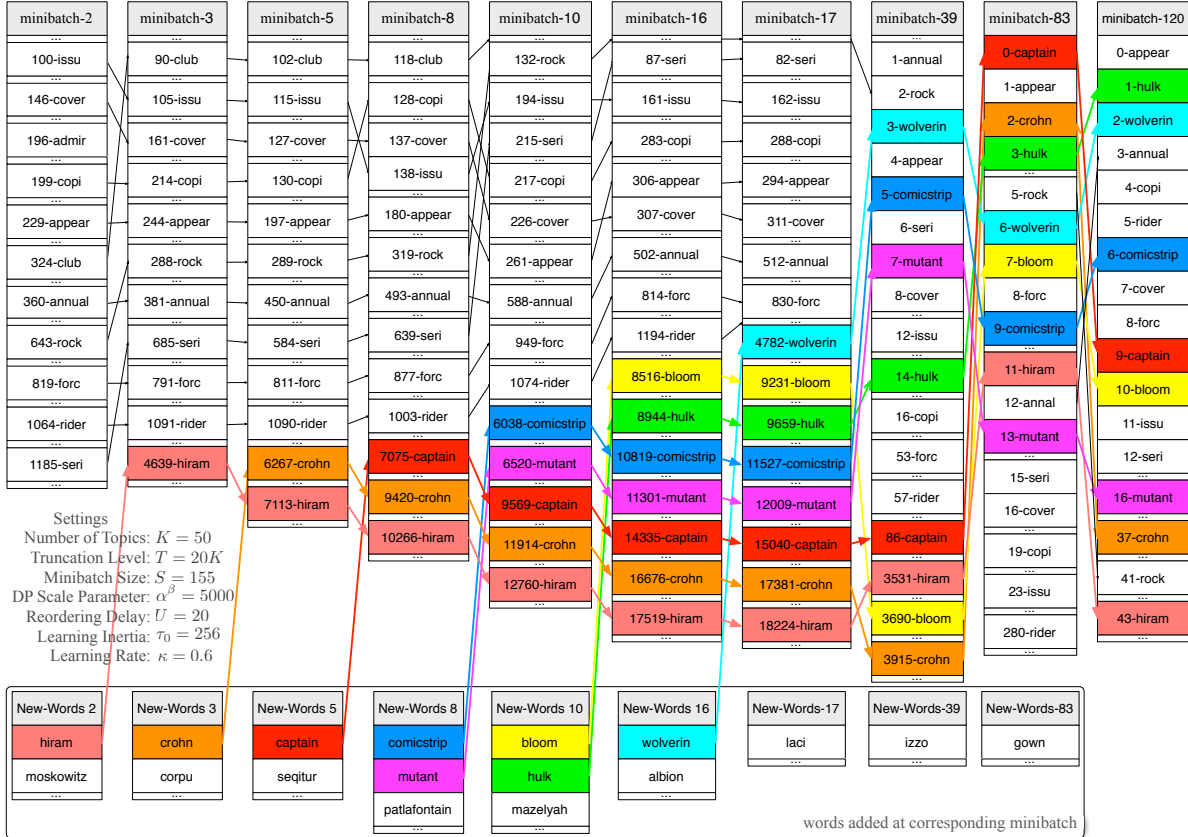 minibatch-2
...
100-issu
...
146-cover
...
196-admir
...
199-copi
...
229-appear
...
324-club
...
360-annual
...
643-rock
...
819-forc
...
1064-rider
...
1185-seri
...
minibatch-3
...
90-club
...
105-issu
...
161-cover
...
214-copi
...
244-appear
...
288-rock
...
381-annual
...
685-seri
...
791-forc
...
1091-rider
...
4639-hiram
...
minibatch-5
...
102-club
...
115-issu
...
127-cover
...
130-copi
...
197-appear
...
289-rock
...
450-annual
...
584-seri
...
811-forc
...
1090-rider
...
6267-crohn
...
7113-hiram
...
minibatch-8
...
118-club
...
128-copi
...
137-cover
...
138-issu
...
180-appear
...
319-rock
...
493-annual
...
639-seri
...
877-forc
...
1003-rider
...
7075-captain
...
9420-crohn
...
10266-hiram
...
minibatch-10
...
132-rock
...
194-issu
...
215-seri
...
217-copi
...
226-cover
...
261-appear
...
588-annual
...
949-forc
...
1074-rider
...
6038-comicstrip
...
6520-mutant
...
9569-captain
...
11914-crohn
...
12760-hiram
...
minibatch-16
...
87-seri
...
161-issu
...
283-copi
...
306-appear
...
307-cover
...
502-annual
...
814-forc
...
1194-rider
...
8516-bloom
...
8944-hulk
...
10819-comicstrip
...
11301-mutant
...
14335-captain
...
16676-crohn
...
17519-hiram
...
minibatch-17
...
82-seri
...
162-issu
...
288-copi
...
294-appear
...
311-cover
...
512-annual
...
830-forc
...
4782-wolverin
...
9231-bloom
...
9659-hulk
...
11527-comicstrip
...
12009-mutant
...
15040-captain
...
17381-crohn
...
18224-hiram
...
minibatch-39
...
1-annual
2-rock
3-wolverin
4-appear
5-comicstrip
6-seri
7-mutant
8-cover
...
12-issu
...
14-hulk
...
16-copi
...
53-forc
...
57-rider
...
86-captain
...
3531-hiram
...
3690-bloom
...
3915-crohn
...
minibatch-83
0-captain
1-appear
2-crohn
3-hulk
...
5-rock
6-wolverin
7-bloom
8-forc
9-comicstrip
...
11-hiram
12-annal
13-mutant
...
15-seri
16-cover
...
19-copi
...
23-issu
...
280-rider
...
minibatch-120
0-appear
1-hulk
2-wolverin
3-annual
4-copi
5-rider
6-comicstrip
7-cover
8-forc
9-captain
10-bloom
11-issu
12-seri
...
16-mutant
...
37-crohn
...
41-rock
...
43-hiram
...
Settings
Number of Topics: K = 50
Truncation Level: T = 20K
Minibatch Size: S = 155
DP Scale Parameter: α^β = 5000
Reordering Delay: U = 20
Learning Inertia: τ₀ = 256
Learning Rate: κ = 0.6
New-Words 2
hiram
moskowitz
...
New-Words 3
crohn
corpu
...
New-Words 5
captain
seqitur
...
New-Words 8
comicstrip
mutant
patlafontain
...
New-Words 10
bloom
hulk
mazelyah
...
New-Words 16
wolverin
albion
...
New-Words-17
laci
...
New-Words-39
izzo
...
New-Words-83
gown
...
words added at corresponding minibatch